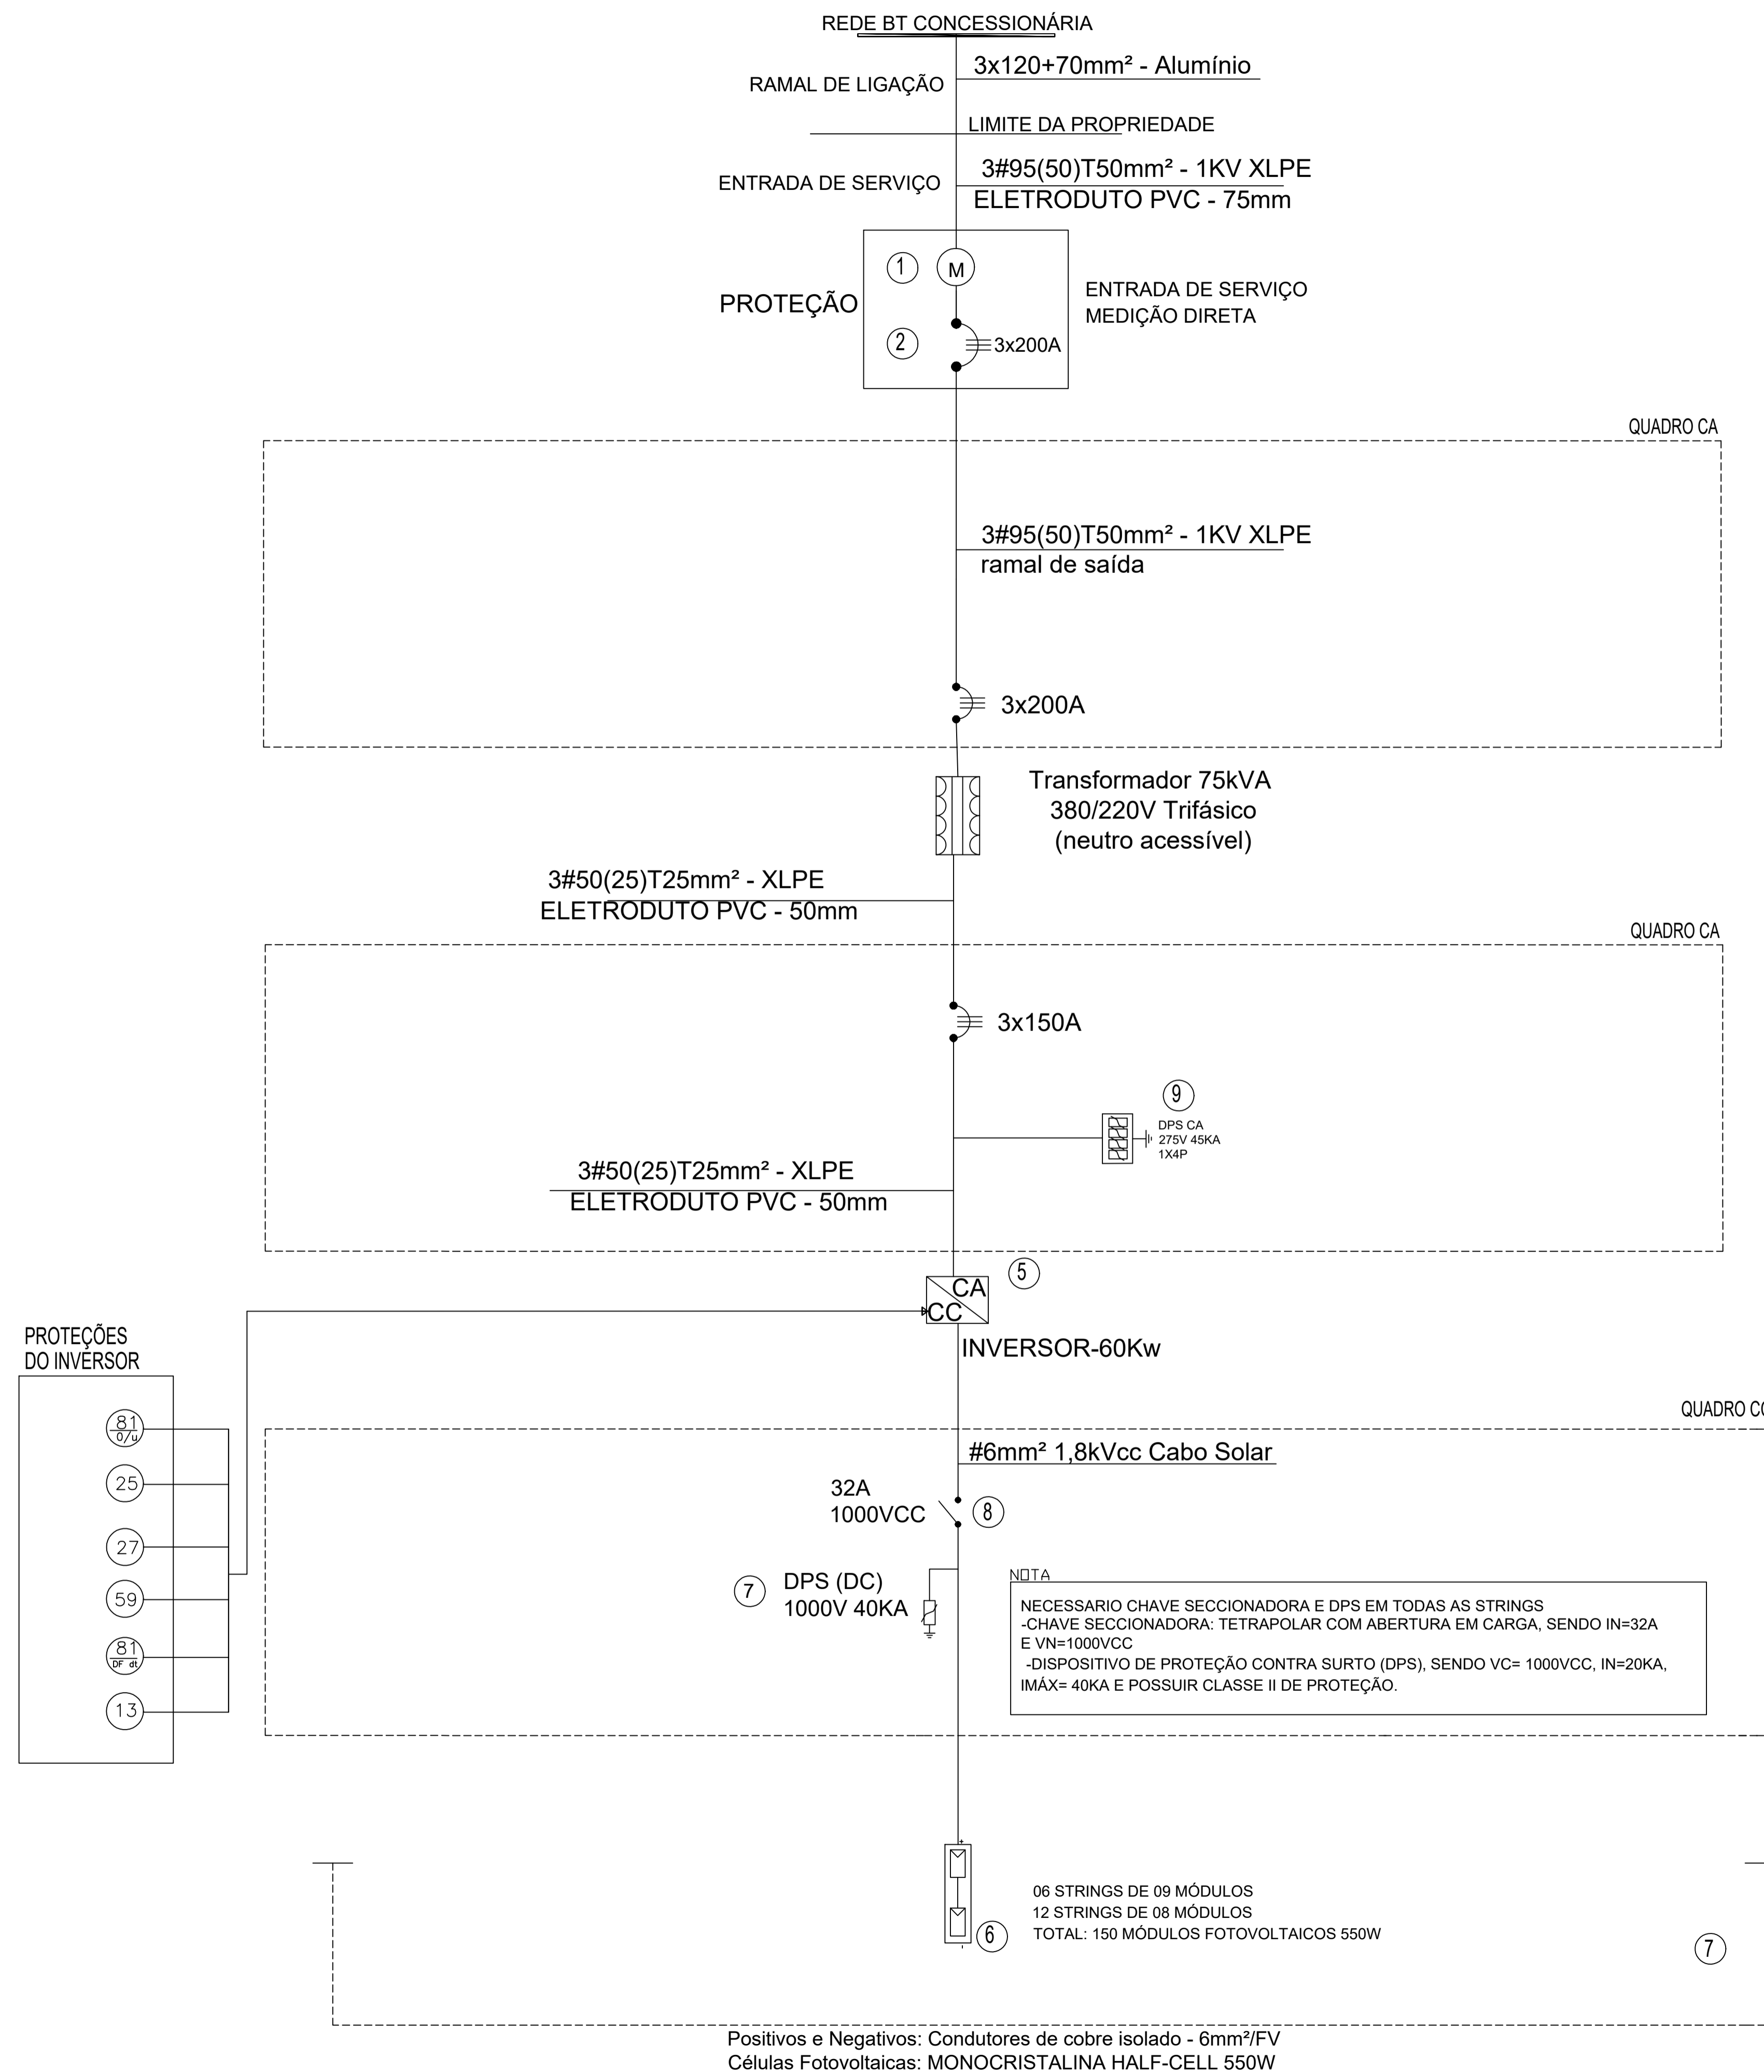 REDE BT CONCESSIONÁRIA
3x120+70mm² - Alumínio
RAMAL DE LIGAÇÃO
LIMITE DA PROPRIEDADE
3#95(50)T50mm² - 1KV XLPE
ENTRADA DE SERVIÇO
ELETRODUTO PVC - 75mm
1
M
PROTEÇÃO
ENTRADA DE SERVIÇO
MEDIÇÃO DIRETA
2
3x200A
QUADRO CA
3#95(50)T50mm² - 1KV XLPE
ramal de saída
3x200A
Transformador 75kVA
380/220V Trifásico
(neutro acessível)
3#50(25)T25mm² - XLPE
ELETRODUTO PVC - 50mm
QUADRO CA
3x150A
9
DPS CA
275V 45KA
1X4P
3#50(25)T25mm² - XLPE
ELETRODUTO PVC - 50mm
5
CA
CC
INVERSOR-60Kw
PROTEÇÕES
DO INVERSOR
81
O/u
25
27
59
81
DF dt
13
QUADRO CC
#6mm² 1,8kVcc Cabo Solar
32A
1000VCC
8
7
DPS (DC)
1000V 40KA
NOTA
NECESSARIO CHAVE SECCIONADORA E DPS EM TODAS AS STRINGS
-CHAVE SECCIONADORA: TETRAPOLAR COM ABERTURA EM CARGA, SENDO IN=32A
E VN=1000VCC
-DISPOSITIVO DE PROTEÇÃO CONTRA SURTO (DPS), SENDO VC= 1000VCC, IN=20KA,
IMÁX= 40KA E POSSUIR CLASSE II DE PROTEÇÃO.
+
-
6
06 STRINGS DE 09 MÓDULOS
12 STRINGS DE 08 MÓDULOS
TOTAL: 150 MÓDULOS FOTOVOLTAICOS 550W
7
Positivos e Negativos: Condutores de cobre isolado - 6mm²/FV
Células Fotovoltaicas: MONOCRISTALINA HALF-CELL 550W